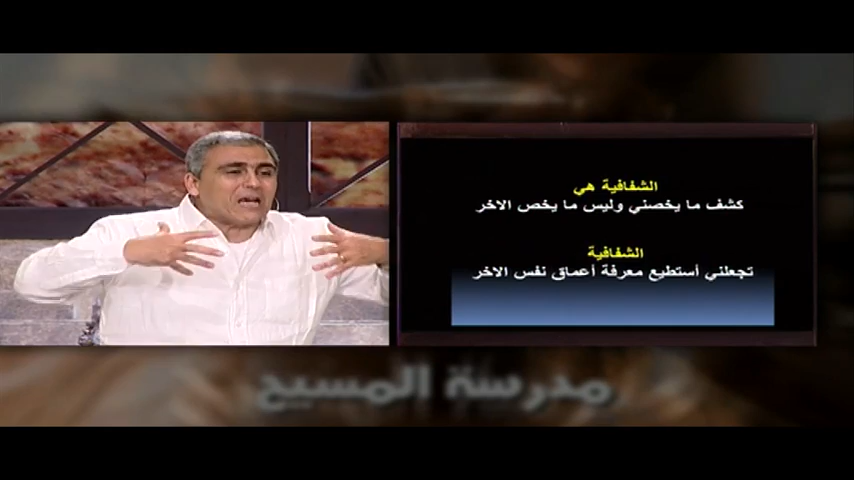 الشفافية هي
كشف ما يخصني وليس ما يخص الاخر
الشفافية
تجعلني أستطيع معرفة أعماق نفس الاخر
مدرسة المسيح